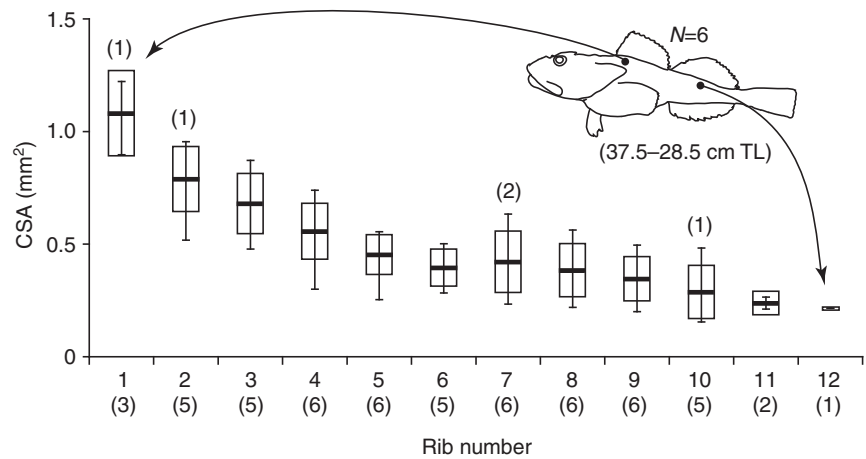 1.5
1.0
0.5
0
CSA (mm²)
(1)
(1)
(2)
(1)
N=6
(37.5–28.5 cm TL)
1 2 3 4 5 6 7 8 9 10 11 12
(3) (5) (5) (6) (6) (5) (6) (6) (6) (5) (2) (1)
Rib number